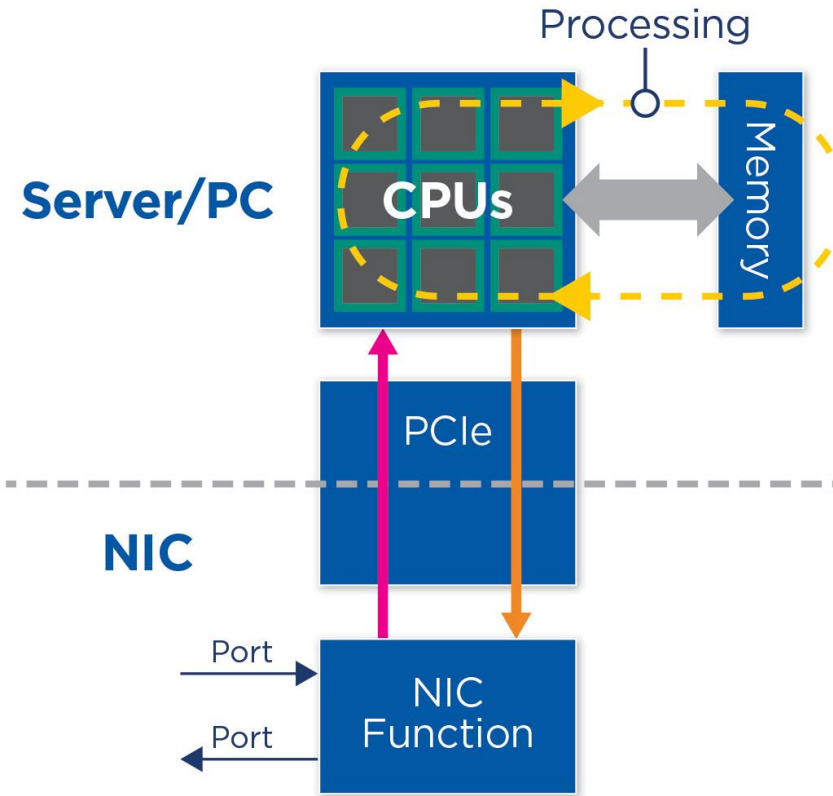 Processing
Server/PC
CPUs
Memory
PCIe
NIC
Port
Port
NIC
Function